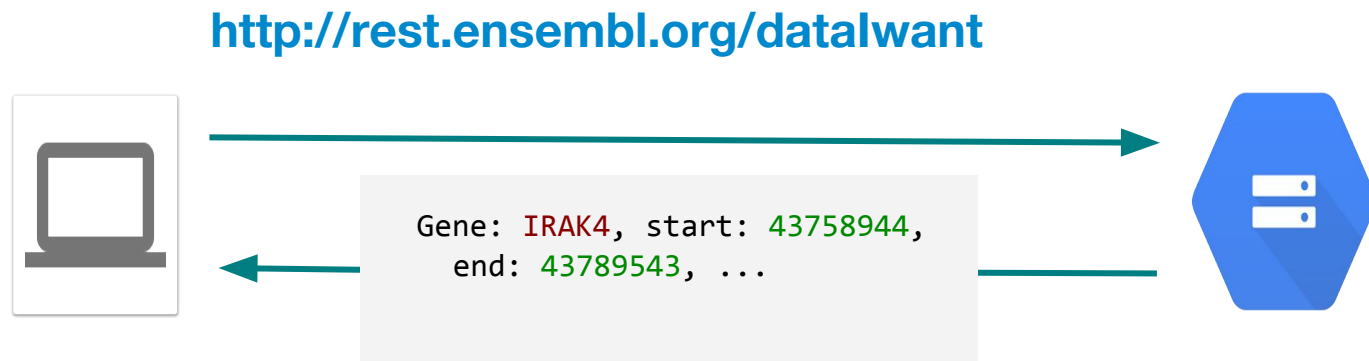 http://rest.ensembl.org/dataIwant
Gene: IRAK4, start: 43758944,
end: 43789543, ...